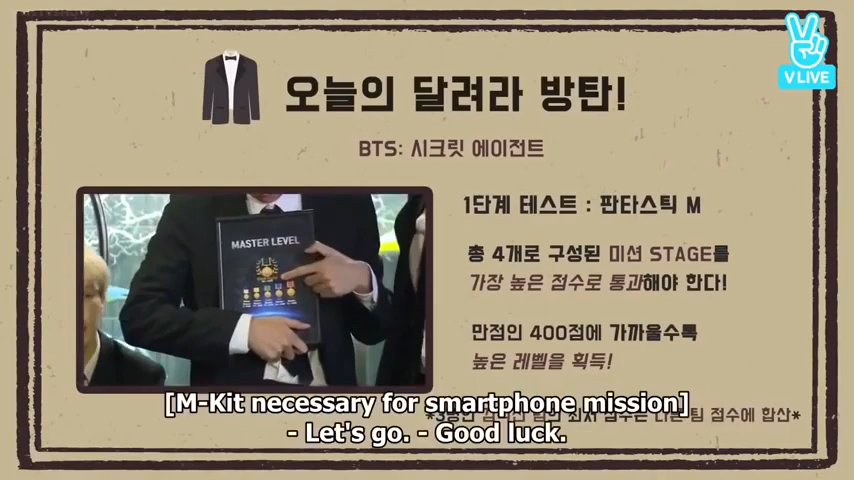 V LIVE
오늘의 달려라 방탄!
BTS: 시크릿 에이전트
MASTER LEVEL
1단계 테스트 : 판타스틱 M
총 4개로 구성된 미션 STAGE를
가장 높은 점수로 통과해야 한다!
만점인 400점에 가까울수록
높은 레벨을 획득!
다른 팀 점수에 합산*
[M-Kit necessary for smartphone mission]
- Let's go. - Good luck.